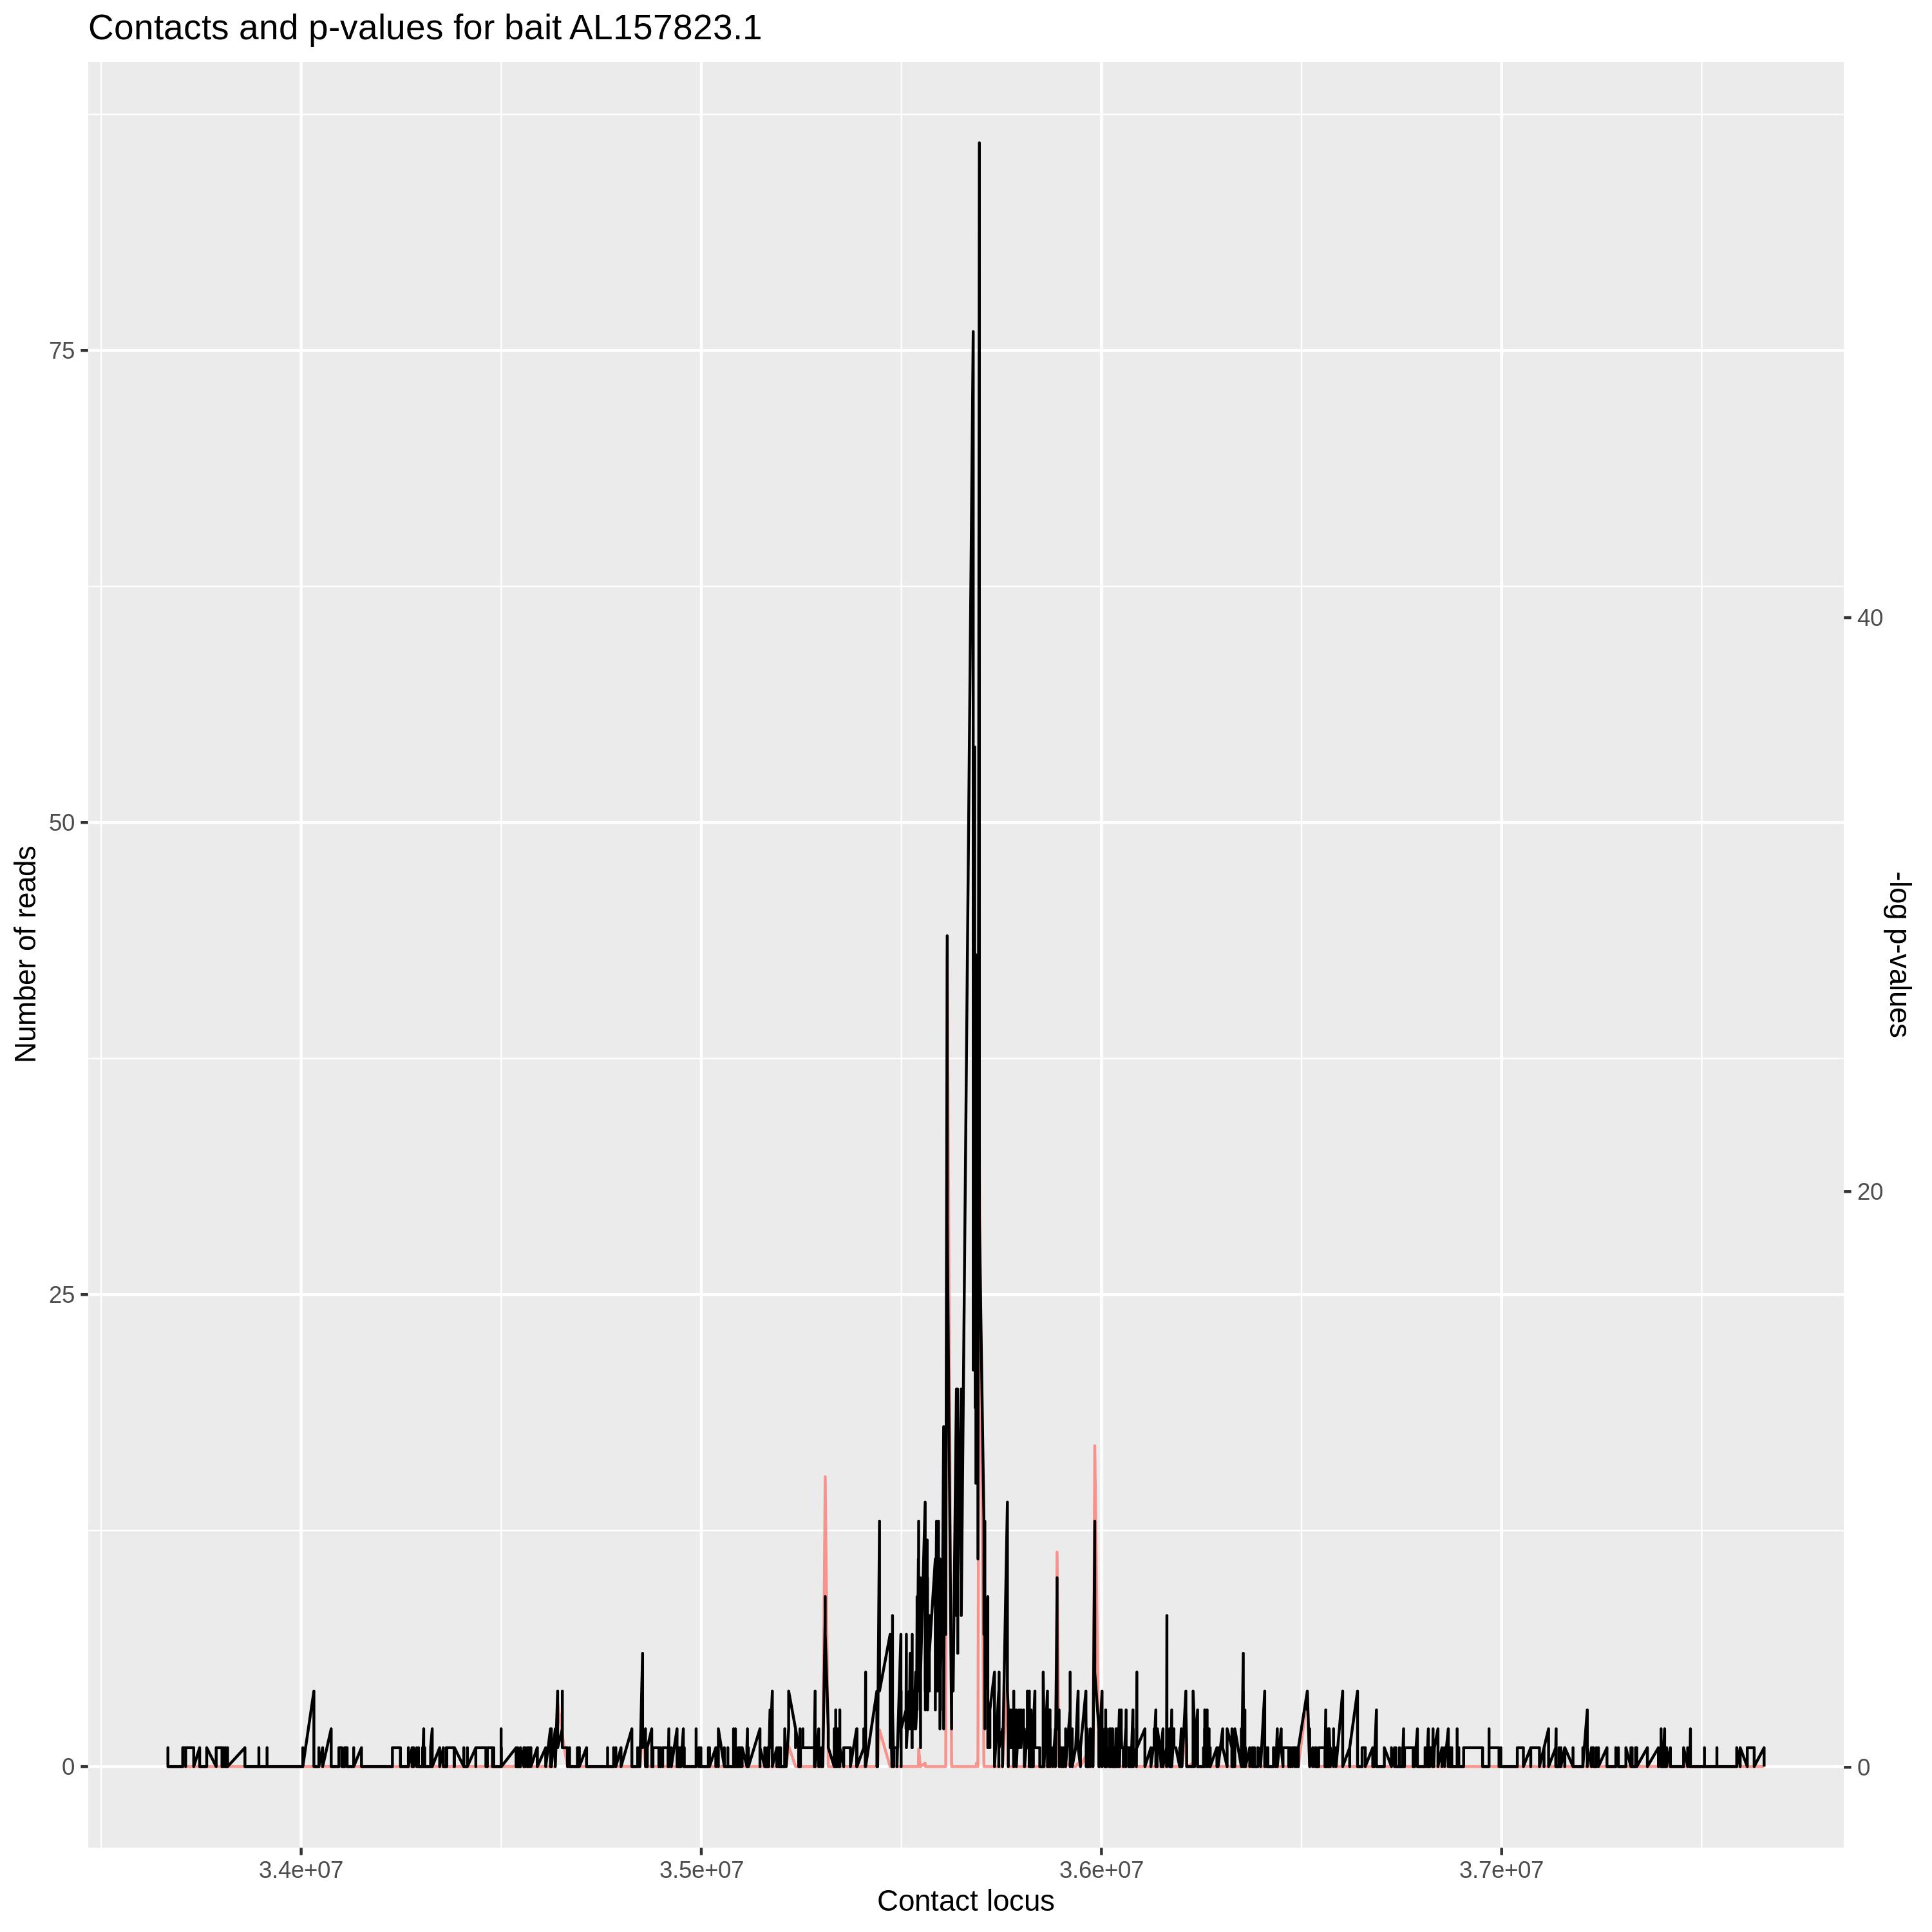 Contacts and p-values for bait AL157823.1
75
50
25
0
40
20
0
Number of reads
-log p-values
3.4e+07
3.5e+07
3.6e+07
3.7e+07
Contact locus